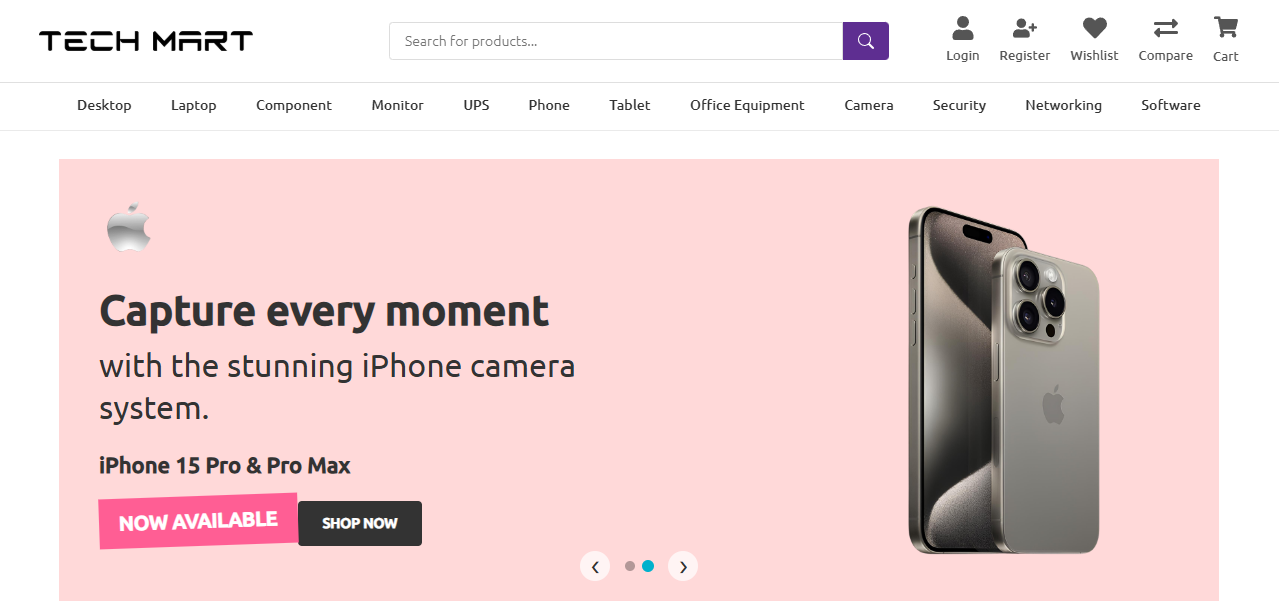 TECH MART
Search for products...
Login Register Wishlist Compare Cart
Desktop Laptop Component Monitor UPS Phone Tablet Office Equipment Camera Security Networking Software
Capture every moment
with the stunning iPhone camera
system.
iPhone 15 Pro & Pro Max
NOW AVAILABLE SHOP NOW